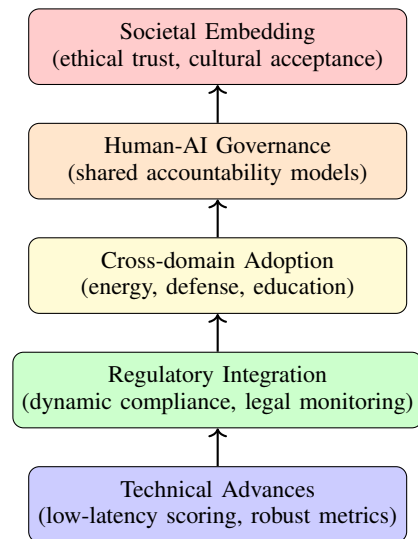 Societal Embedding
(ethical trust, cultural acceptance)
Human-AI Governance
(shared accountability models)
Cross-domain Adoption
(energy, defense, education)
Regulatory Integration
(dynamic compliance, legal monitoring)
Technical Advances
(low-latency scoring, robust metrics)